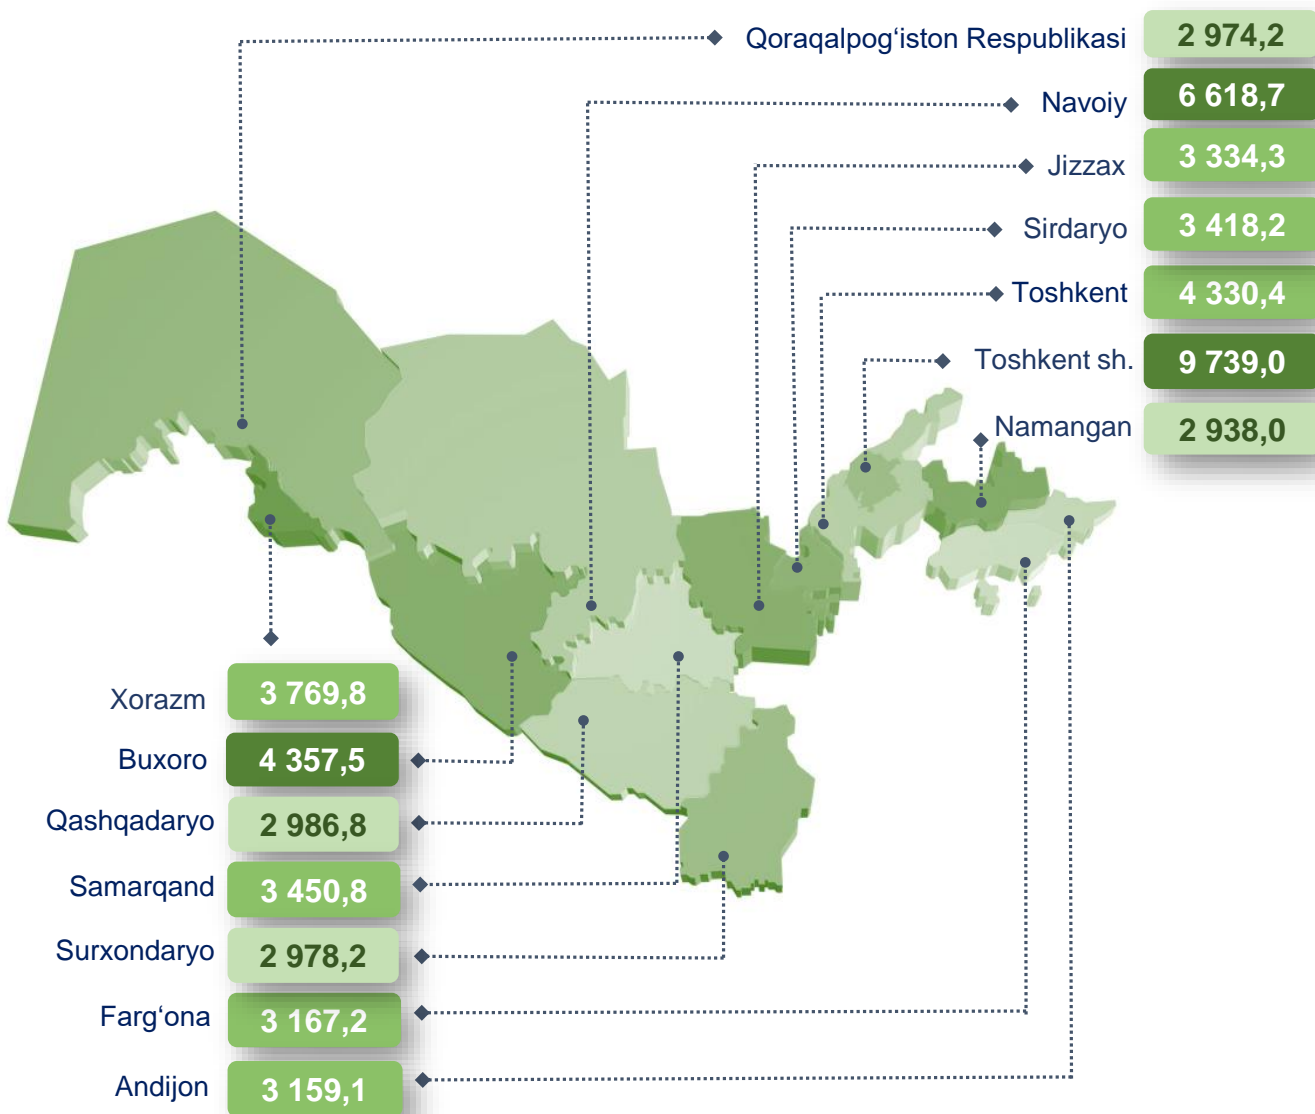 Qoraqalpog‘iston Respublikasi 2 974,2
Navoiy 6 618,7
Jizzax 3 334,3
Sirdaryo 3 418,2
Toshkent 4 330,4
Toshkent sh. 9 739,0
Namangan 2 938,0
Xorazm 3 769,8
Buxoro 4 357,5
Qashqadaryo 2 986,8
Samarqand 3 450,8
Surxondaryo 2 978,2
Farg‘ona 3 167,2
Andijon 3 159,1